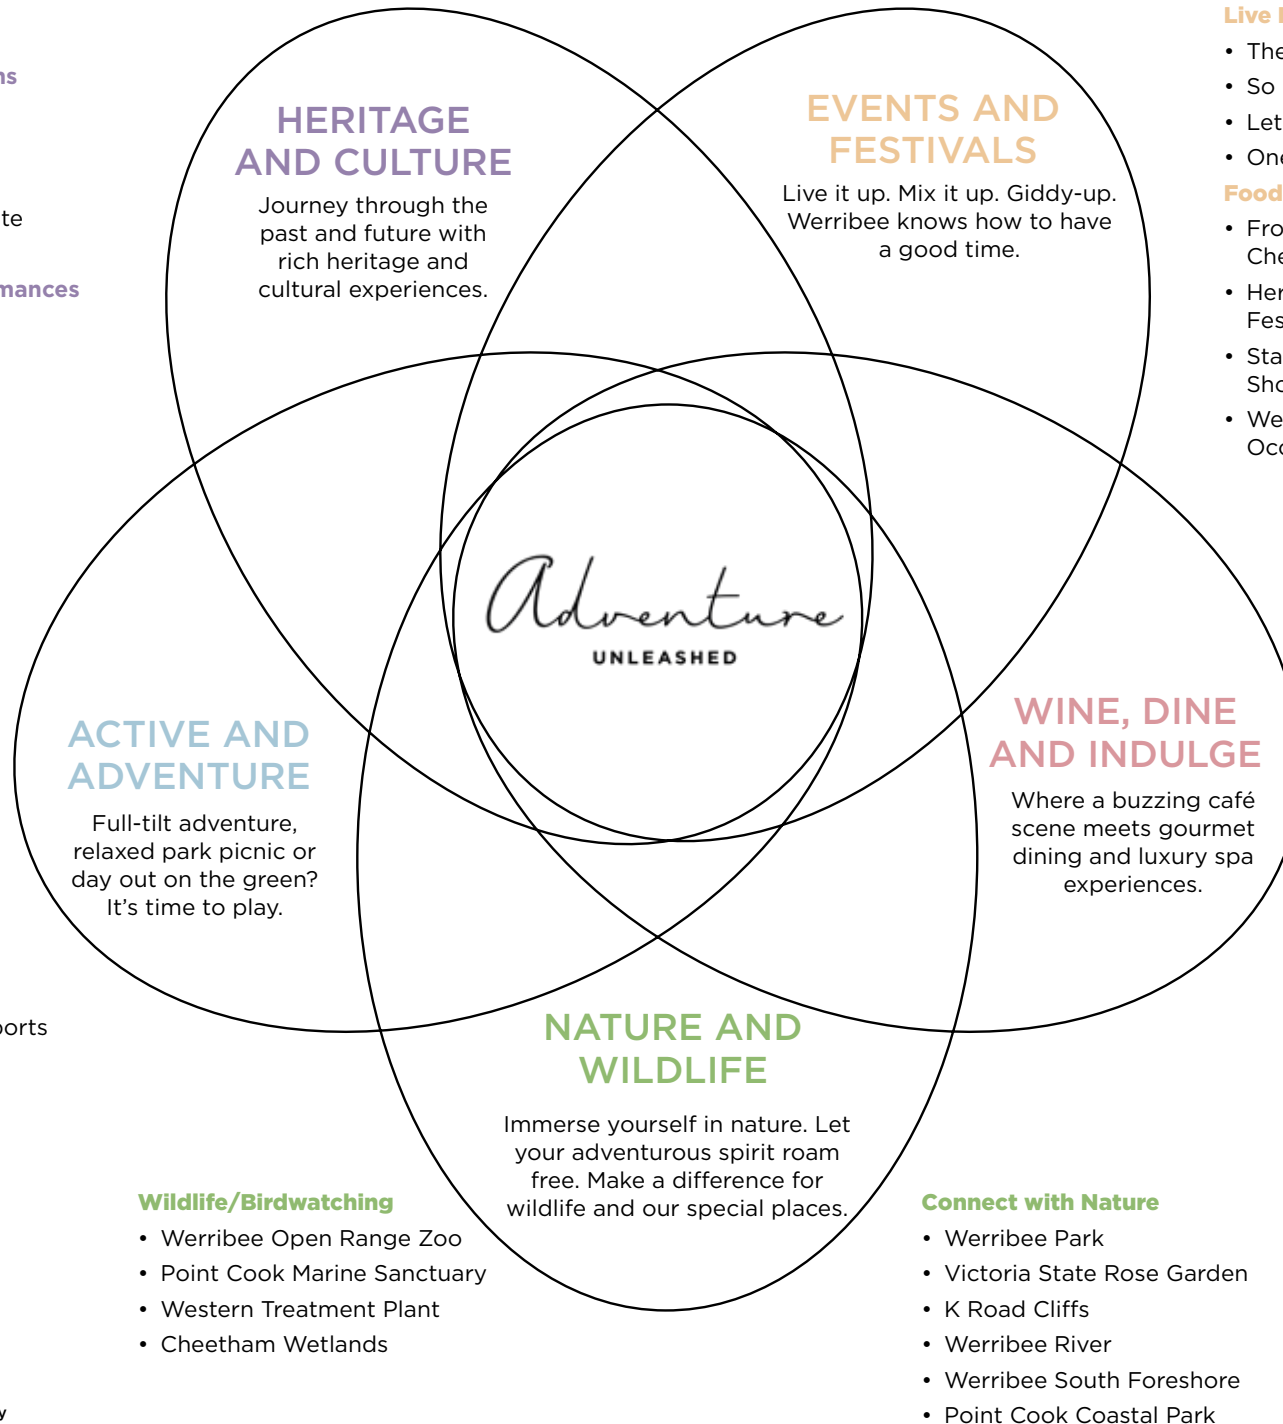 HERITAGE
AND CULTURE
Journey through the
past and future with
rich heritage and
cultural experiences.
EVENTS AND
FESTIVALS
Live it up. Mix it up. Giddy-up.
Werribee knows how to have
a good time.
Live
• The
• So
• Let
Food
Adventure
UNLEASHED
ACTIVE AND
ADVENTURE
Full-tilt adventure,
relaxed park picnic or
day out on the green?
It’s time to play.
WINE, DINE
AND INDULGE
Where a buzzing café
scene meets gourmet
dining and luxury spa
experiences.
NATURE AND
WILDLIFE
Immerse yourself in nature. Let
your adventurous spirit roam
free. Make a difference for
wildlife and our special places.
Wildlife/Birdwatching
• Werribee Open Range Zoo
• Point Cook Marine Sanctuary
• Western Treatment Plant
• Cheetham Wetlands
Connect with Nature
• Werribee Park
• Victoria State Rose Garden
• K Road Cliffs
• Werribee River
• Werribee South Foreshore
• Point Cook Coastal Park